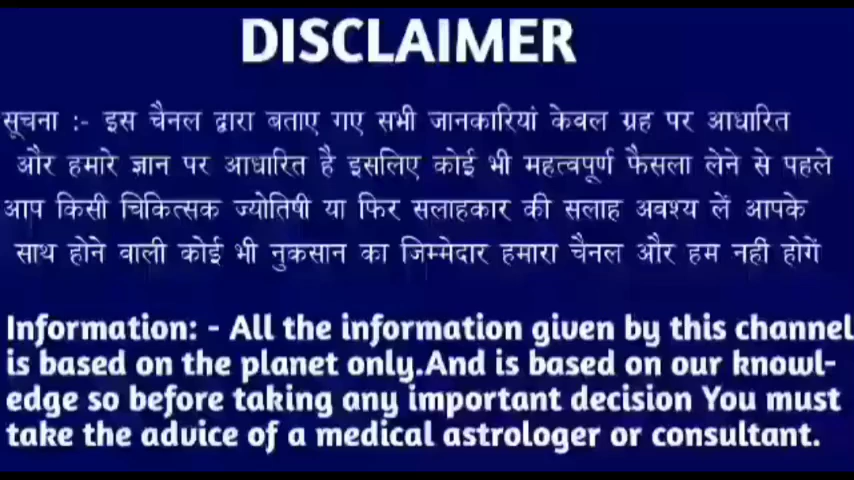 DISCLAIMER
सूचना :- इस चैनल द्वारा बताए गए सभी जानकारियां केवल ग्रह पर आधारित
और हमारे ज्ञान पर आधारित है इसलिए कोई भी महत्वपूर्ण फैसला लेने से पहले
आप किसी चिकित्सक ज्योतिषी या फिर सलाहकार की सलाह अवश्य लें आपके
साथ होने वाली कोई भी नुकसान का जिम्मेदार हमारा चैनल और हम नहीं होगें
Information: - All the information given by this channel
is based on the planet only.And is based on our knowl-
edge so before taking any important decision You must
take the advice of a medical astrologer or consultant.